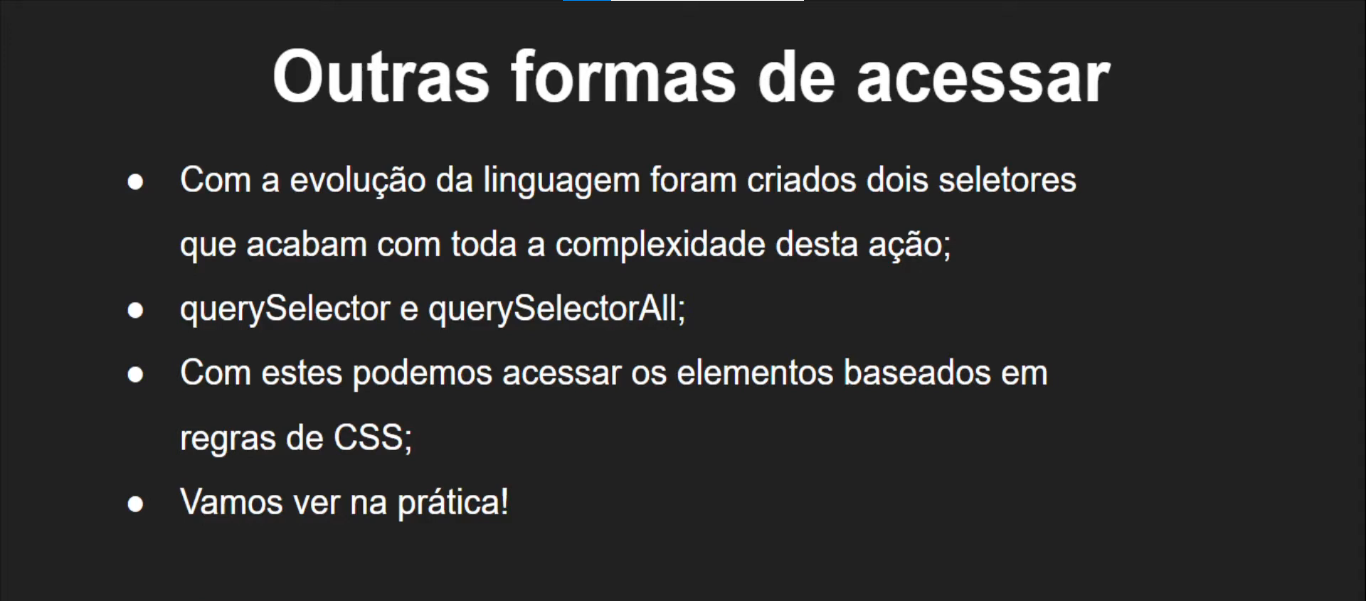 Outras formas de acessar
● Com a evolução da linguagem foram criados dois seletores
que acabam com toda a complexidade desta ação;
● querySelector e querySelectorAll;
● Com estes podemos acessar os elementos baseados em
regras de CSS;
● Vamos ver na prática!